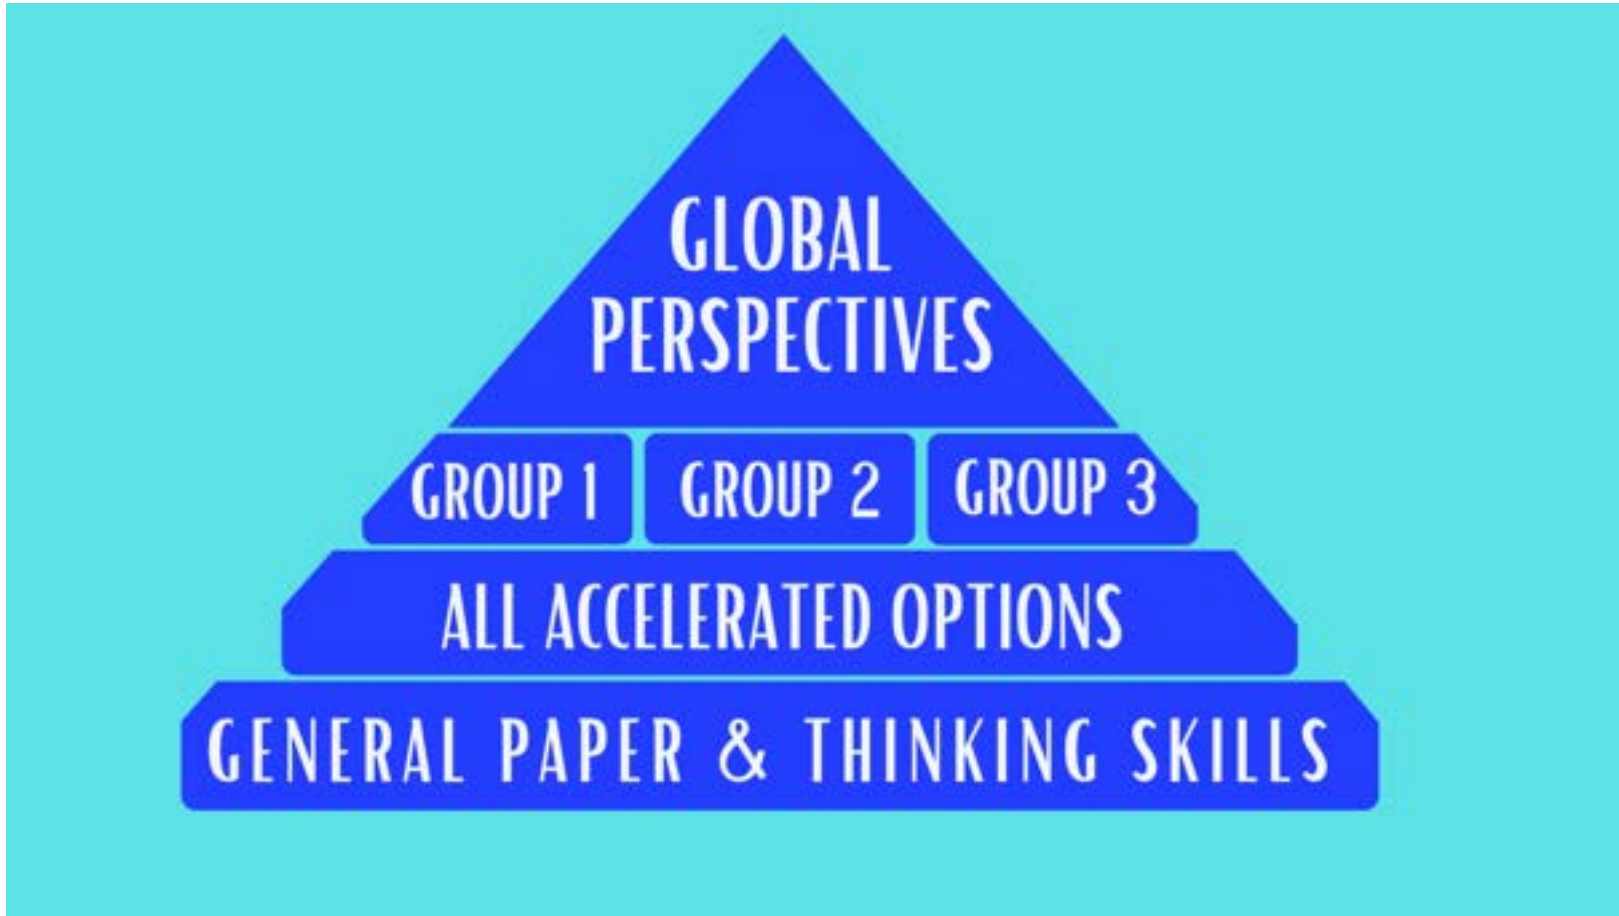 GLOBAL
PERSPECTIVES
GROUP 1 GROUP 2 GROUP 3
ALL ACCELERATED OPTIONS
GENERAL PAPER & THINKING SKILLS